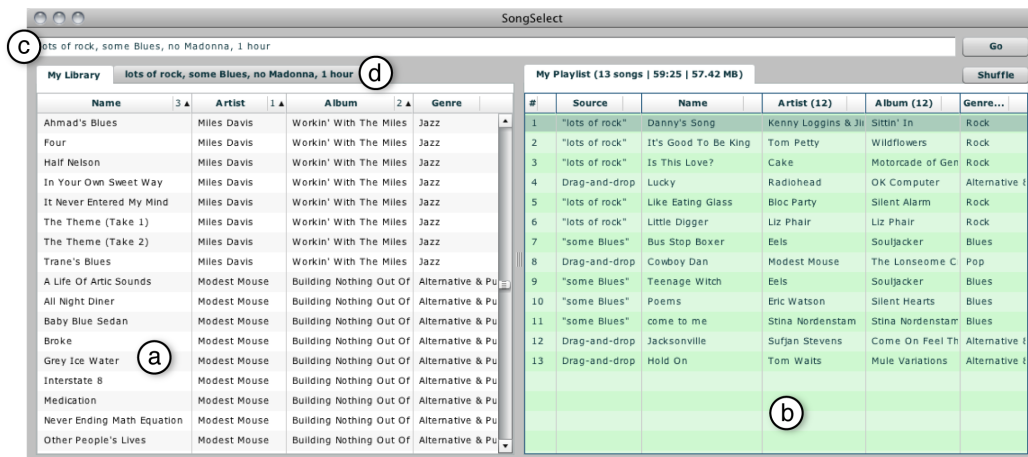 SongSelect
c ots of rock, some Blues, no Madonna, 1 hour Go
My Library lots of rock, some Blues, no Madonna, 1 hour d My Playlist (13 songs | 59:25 | 57.42 MB) Shuffle
Name 3 ▲ Artist 1 ▲ Album 2 ▲ Genre # Source Name Artist (12) Album (12) Genre...
Ahmad's Blues Miles Davis Workin' With The Miles Jazz 1 "lots of rock" Danny's Song Kenny Loggins & Jin Sittin' In Rock
Four Miles Davis Workin' With The Miles Jazz 2 "lots of rock" It's Good To Be King Tom Petty Wildflowers Rock
Half Nelson Miles Davis Workin' With The Miles Jazz 3 "lots of rock" Is This Love? Cake Motorcade of Gen Rock
In Your Own Sweet Way Miles Davis Workin' With The Miles Jazz 4 Drag-and-drop Lucky Radiohead OK Computer Alternative &
It Never Entered My Mind Miles Davis Workin' With The Miles Jazz 5 "lots of rock" Like Eating Glass Bloc Party Silent Alarm Rock
The Theme (Take 1) Miles Davis Workin' With The Miles Jazz 6 "lots of rock" Little Digger Liz Phair Liz Phair Rock
The Theme (Take 2) Miles Davis Workin' With The Miles Jazz 7 "some Blues" Bus Stop Boxer Eels Souljacker Blues
Trane's Blues Miles Davis Workin' With The Miles Jazz 8 Drag-and-drop Cowboy Dan Modest Mouse The Lonseome C Pop
A Life Of Artic Sounds Modest Mouse Building Nothing Out Of Alternative & Pu 9 "some Blues" Teenage Witch Eels Souljacker Blues
All Night Diner Modest Mouse Building Nothing Out Of Alternative & Pu 10 "some Blues" Poems Eric Watson Silent Hearts Blues
Baby Blue Sedan Modest Mouse Building Nothing Out Of Alternative & Pu 11 "some Blues" come to me Stina Nordenstam Stina Nordenstam Blues
Broke Modest Mouse Building Nothing Out Of Alternative & Pu 12 Drag-and-drop Jacksonville Sufjan Stevens Come On Feel Th Alternative &
Grey Ice Water a Modest Mouse Building Nothing Out Of Alternative & Pu 13 Drag-and-drop Hold On Tom Waits Mule Variations Alternative &
Interstate 8 Modest Mouse Building Nothing Out Of Alternative & Pu
Medication Modest Mouse Building Nothing Out Of Alternative & Pu b
Never Ending Math Equation Modest Mouse Building Nothing Out Of Alternative & Pu
Other People's Lives Modest Mouse Building Nothing Out Of Alternative & Pu